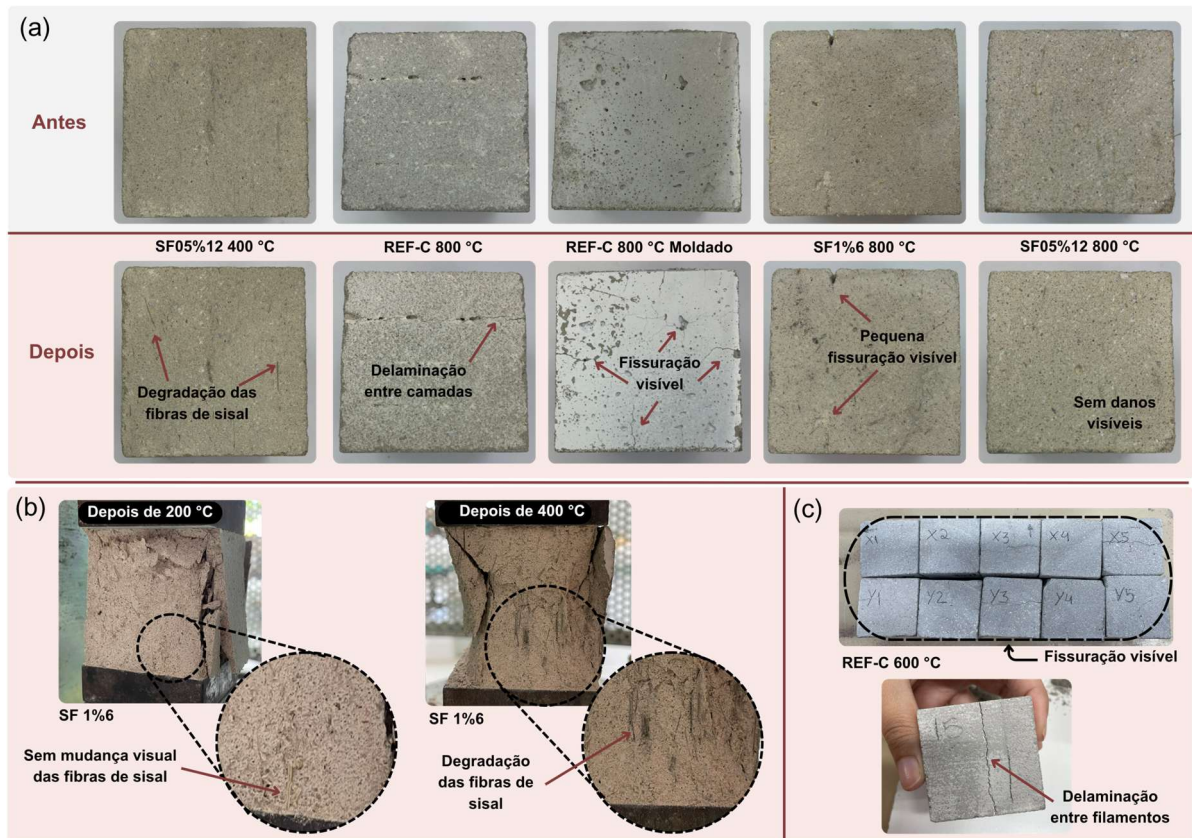 (a)
Antes
SF05%12 400 °C
REF-C 800 °C
REF-C 800 °C Moldado
SF1%6 800 °C
SF05%12 800 °C
Depois
Degradação das
fibras de sisal
Delaminação
entre camadas
Fissuração
visível
Pequena
fissuração visível
Sem danos
visíveis
(b)
Depois de 200 °C
SF 1%6
Sem mudança visual
das fibras de sisal
Depois de 400 °C
SF 1%6
Degradação
das fibras de
sisal
(c)
X1
X2
X3
X4
X5
Y1
Y2
Y3
Y4
Y5
REF-C 600 °C
Fissuração visível
15
Delaminação
entre filamentos